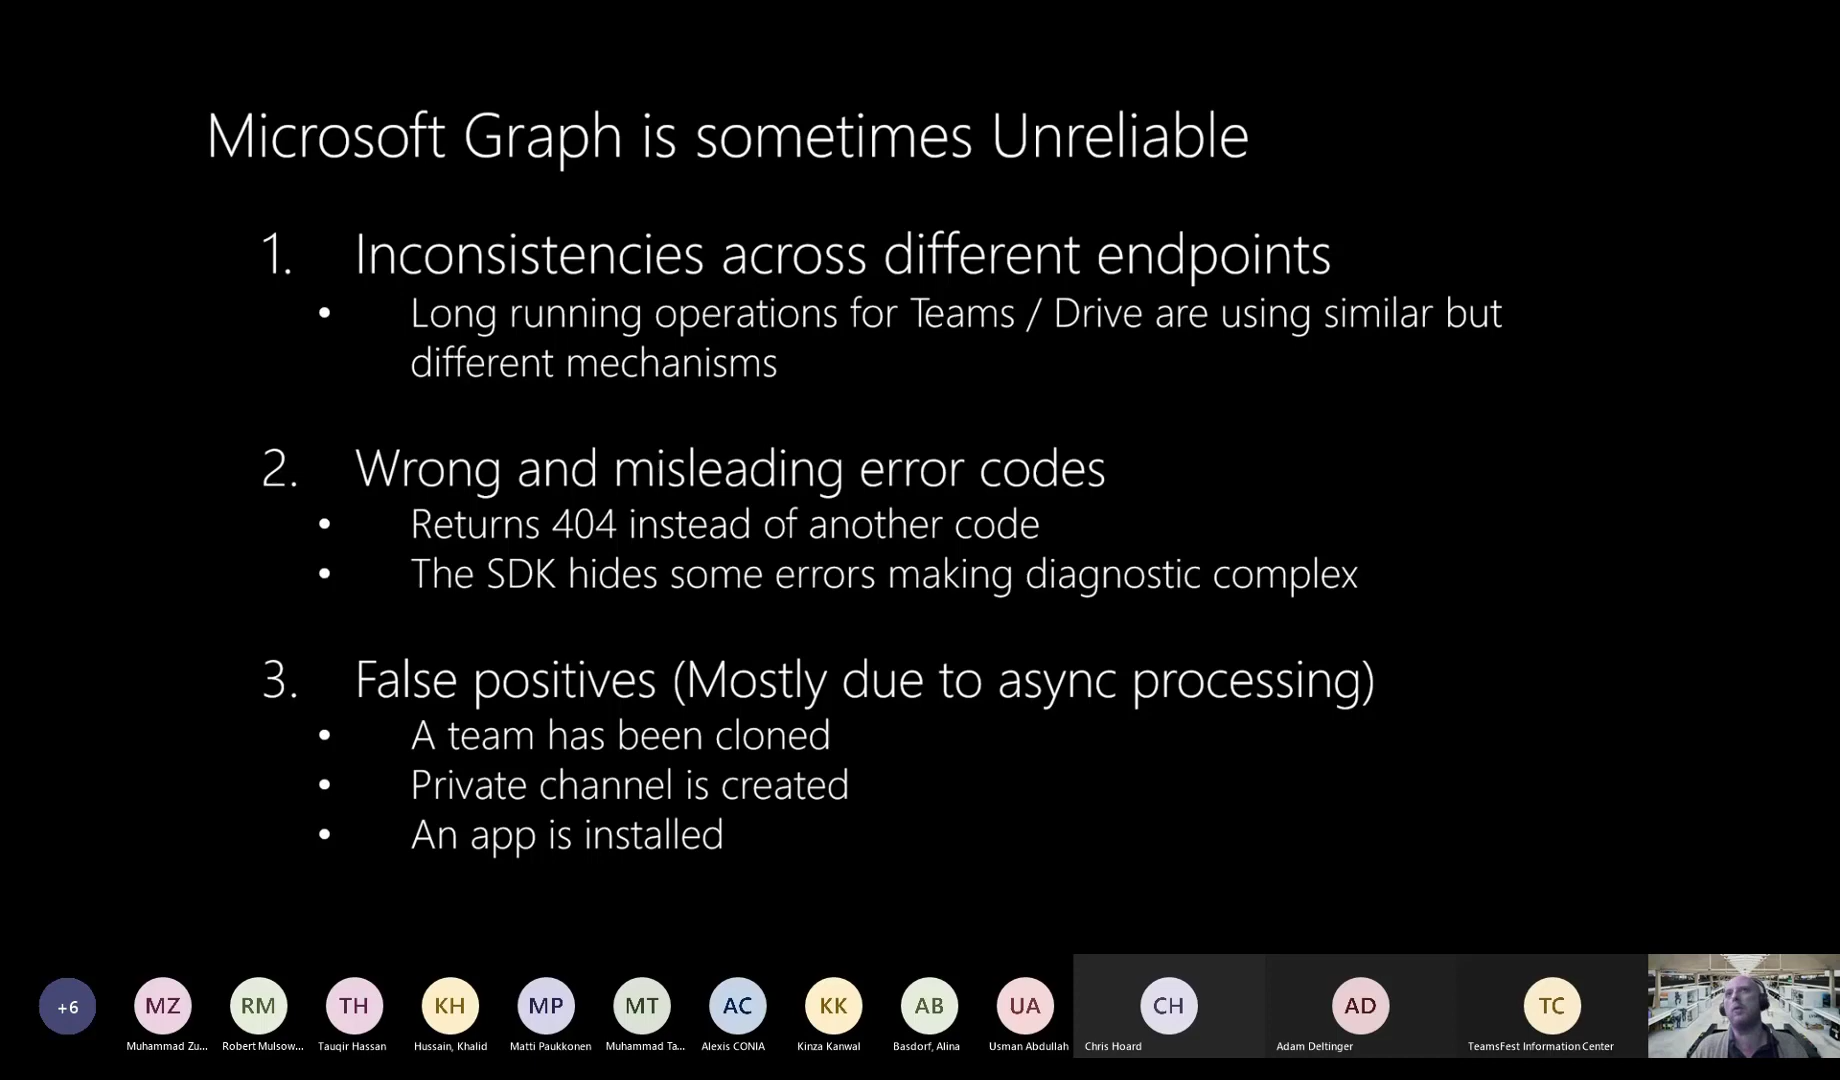 Microsoft Graph is sometimes Unreliable
1. Inconsistencies across different endpoints
• Long running operations for Teams / Drive are using similar but
different mechanisms
2. Wrong and misleading error codes
• Returns 404 instead of another code
• The SDK hides some errors making diagnostic complex
3. False positives (Mostly due to async processing)
• A team has been cloned
• Private channel is created
• An app is installed
+6 MZ RM TH KH MP MT AC KK AB UA CH AD TC
Muhammad Zu... Robert Mulsow... Tauqir Hassan Hussain, Khalid Matti Paukkonen Muhammad Ta... Alexis CONIA Kinza Kanwal Basdorf, Alina Usman Abdullah Chris Hoard Adam Deltinger TeamsFest Information Center